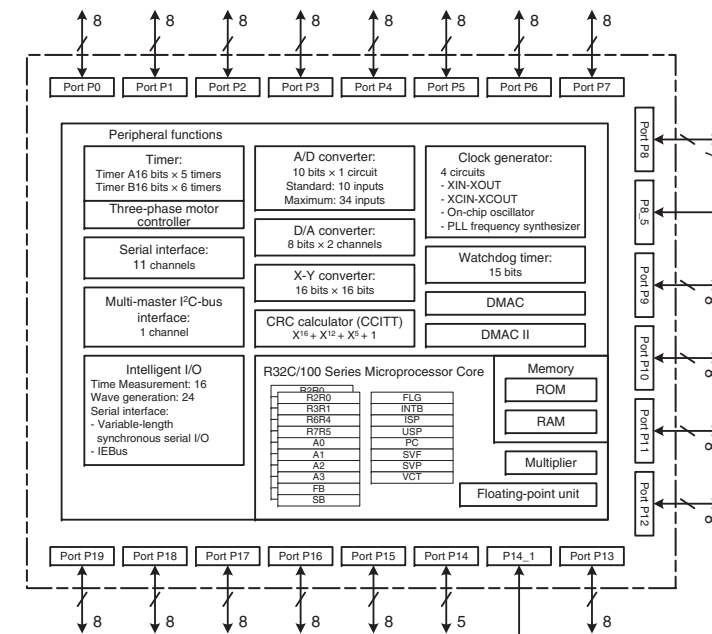 8 8 8 8 8 8 8 8
Port P0 Port P1 Port P2 Port P3 Port P4 Port P5 Port P6 Port P7
Peripheral functions
Timer:
Timer A16 bits × 5 timers
Timer B16 bits × 6 timers
Three-phase motor
controller
Serial interface:
11 channels
Multi-master I²C-bus
interface:
1 channel
Intelligent I/O
Time Measurement: 16
Wave generation: 24
Serial interface:
- Variable-length
synchronous serial I/O
- IEBus
A/D converter:
10 bits × 1 circuit
Standard: 10 inputs
Maximum: 34 inputs
D/A converter:
8 bits × 2 channels
X-Y converter:
16 bits × 16 bits
CRC calculator (CCITT)
X¹⁶ + X¹² + X⁵ + 1
Clock generator:
4 circuits
- XIN-XOUT
- XCIN-XCOUT
- On-chip oscillator
- PLL frequency synthesizer
Watchdog timer:
15 bits
DMAC
DMAC II
R32C/100 Series Microprocessor Core
R2R0
R2R0
R3R1
R6R4
R7R5
A0
A1
A2
A3
FB
SB
FLG
INTB
ISP
USP
PC
SVF
SVP
VCT
Memory
ROM
RAM
Multiplier
Floating-point unit
Port P8
P8_5
Port P9
Port P10
Port P11
Port P12
Port P19 Port P18 Port P17 Port P16 Port P15 Port P14 P14_1 Port P13
8 8 8 8 8 5 8